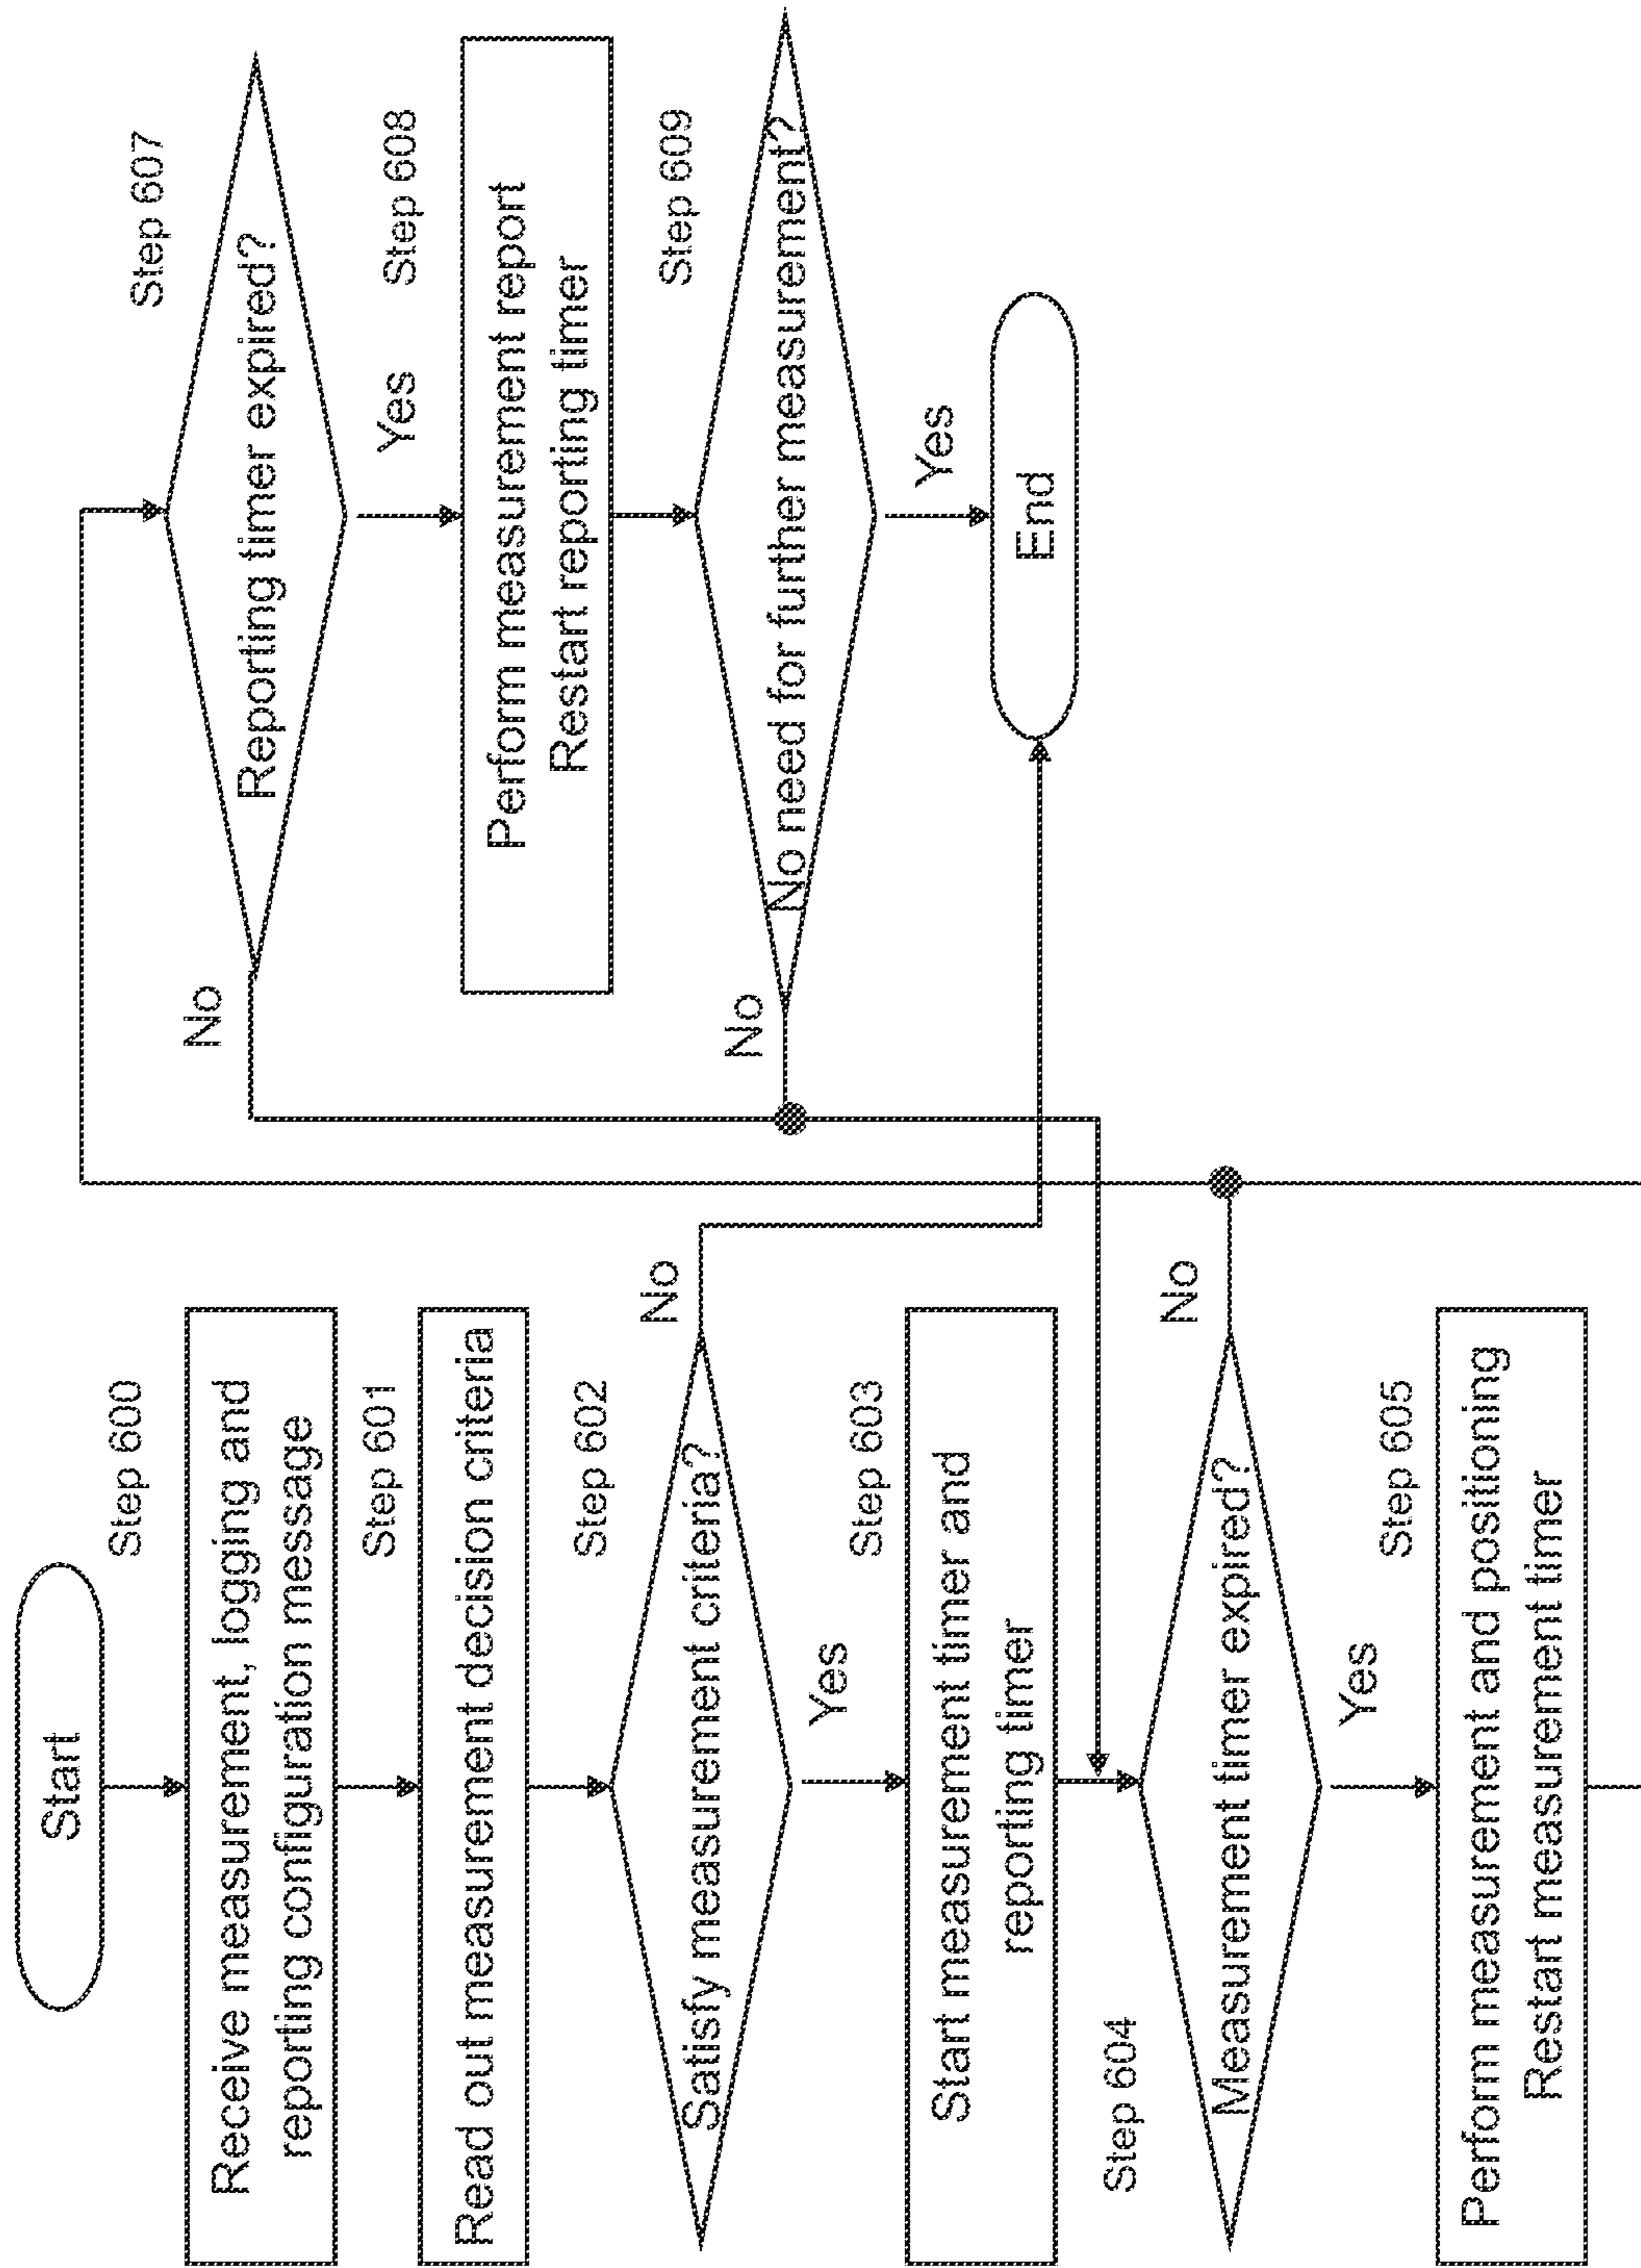 Start
Step 600
Receive measurement, logging and
reporting configuration message
Step 601
Read out measurement decision criteria
Step 602
Satisfy measurement criteria?
No
Yes
Step 603
Start measurement timer and
reporting timer
Step 604
Measurement timer expired?
No
Yes
Step 605
Perform measurement and positioning
Restart measurement timer
Step 607
Reporting timer expired?
No
Yes
Step 608
Perform measurement report
Restart reporting timer
Step 609
No need for further measurement?
No
Yes
End